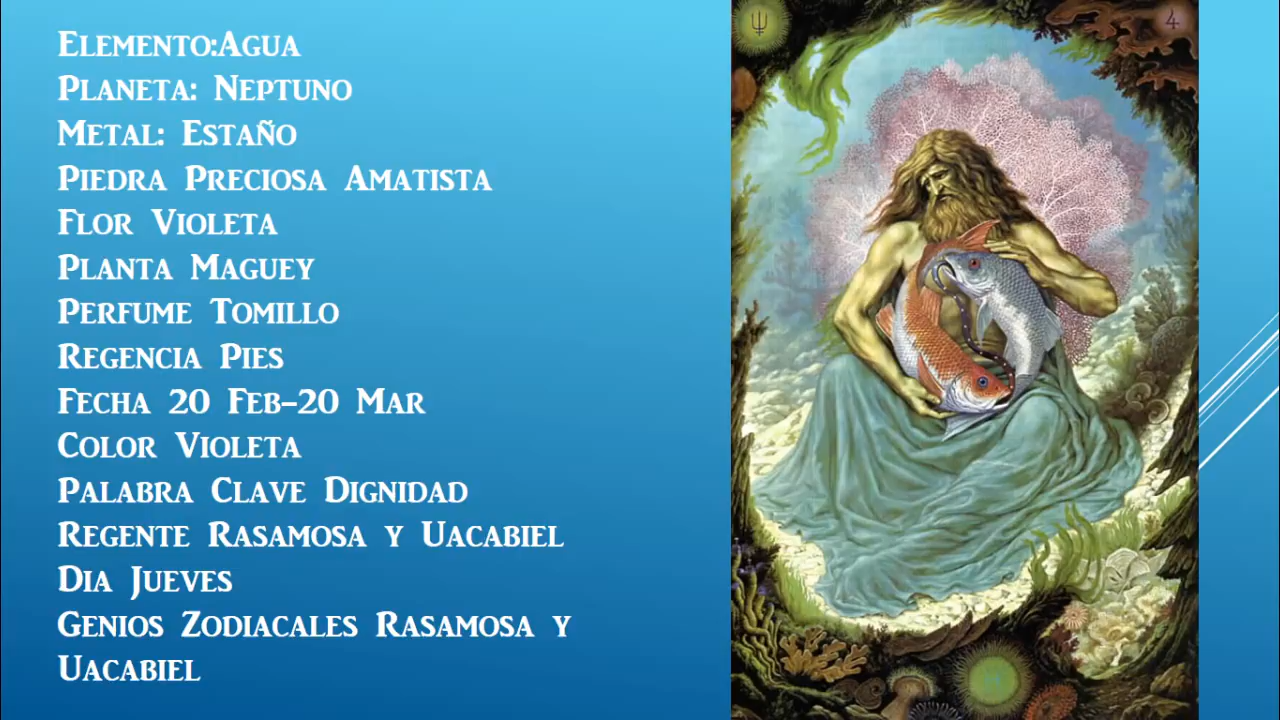 Elemento:Agua
Planeta: Neptuno
Metal: Estaño
Piedra Preciosa Amatista
Flor Violeta
Planta Maguey
Perfume Tomillo
Regencia Pies
Fecha 20 Feb-20 Mar
Color Violeta
Palabra Clave Dignidad
Regente Rasamosa y Uacabiel
Dia Jueves
Genios Zodiacales Rasamosa y
Uacabiel